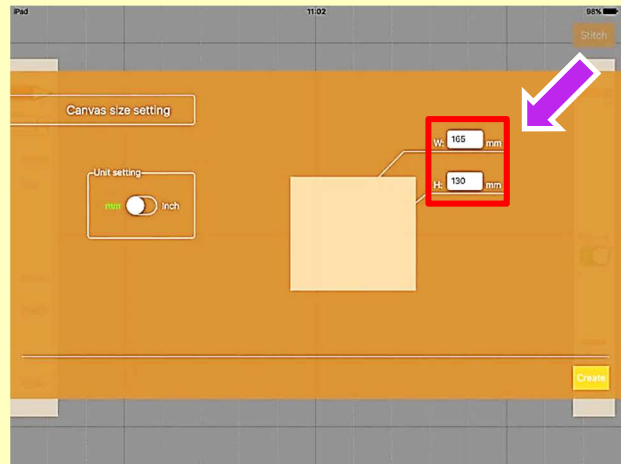 iPad 11:02 98%
Stitch
Canvas size setting
W: 165 mm
Unit setting
H: 130 mm
mm Inch
Create